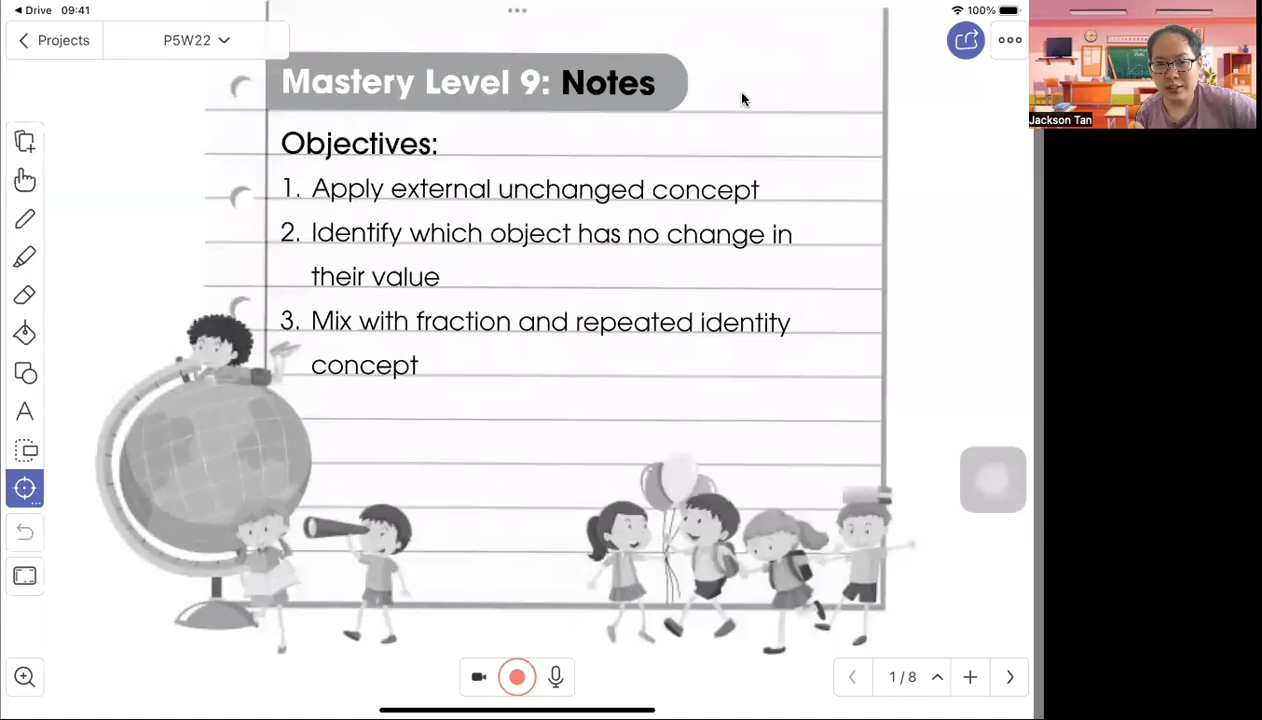 Drive 09:41
100%
Projects
P5W22
Mastery Level 9: Notes
Jackson Tan
Objectives:
1. Apply external unchanged concept
2. Identify which object has no change in
their value
3. Mix with fraction and repeated identity
concept
A
1 / 8